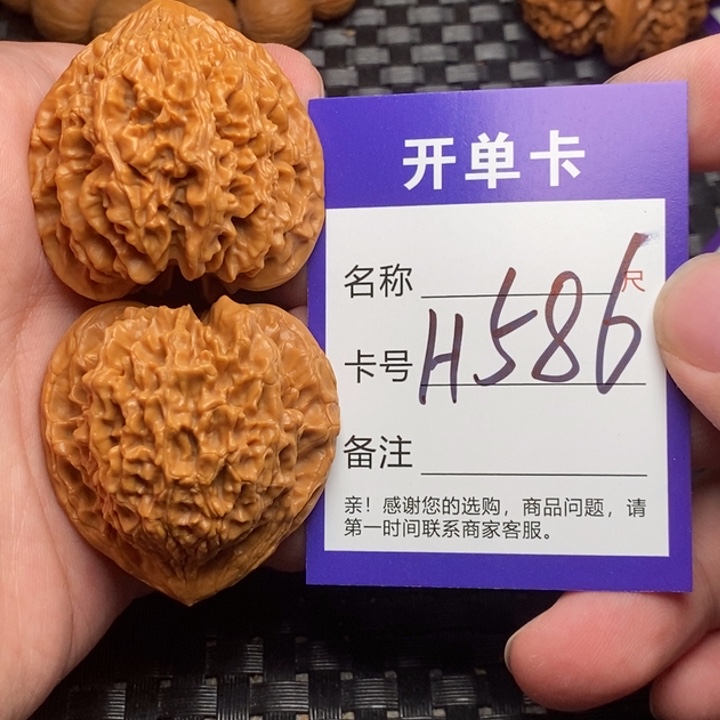 开单卡
名称
尺
卡号 H586
备注
亲！感谢您的选购，商品问题，请
第一时间联系商家客服。